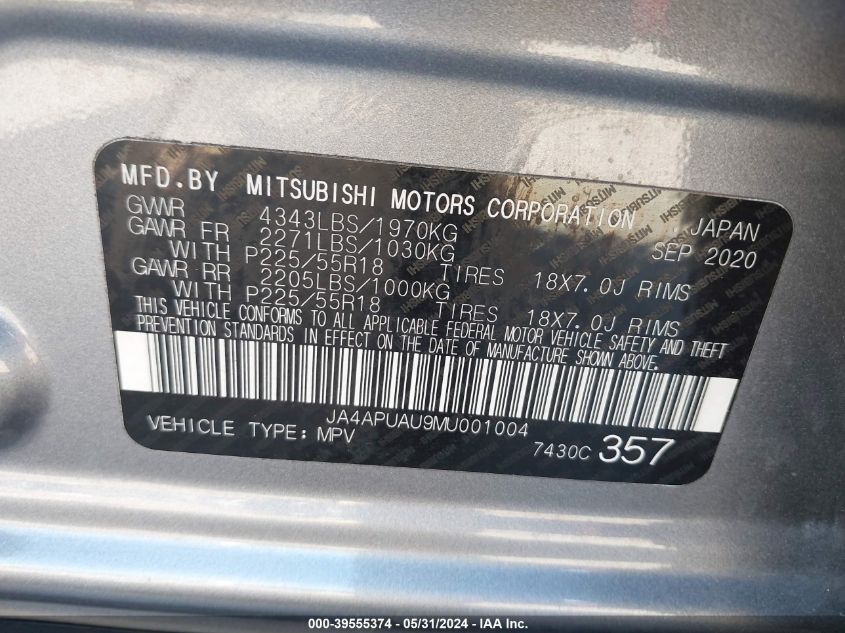 MFD.BY MITSUBISHI MOTORS CORPORATION , JAPAN
GVWR 4343LBS/1970KG SEP 2020
GAWR FR 2271LBS/1030KG
WITH P225/55R18 TIRES 18X7.0J RIMS
GAWR RR 2205LBS/1000KG
WITH P225/55R18 TIRES 18X7.0J RIMS
THIS VEHICLE CONFORMS TO ALL APPLICABLE FEDERAL MOTOR VEHICLE SAFETY AND THEFT
PREVENTION STANDARDS IN EFFECT ON THE DATE OF MANUFACTURE SHOWN ABOVE.
JA4APUAU9MU001004
VEHICLE TYPE:MPV 7430C 357
000-39555374 - 05/31/2024 - IAA Inc.